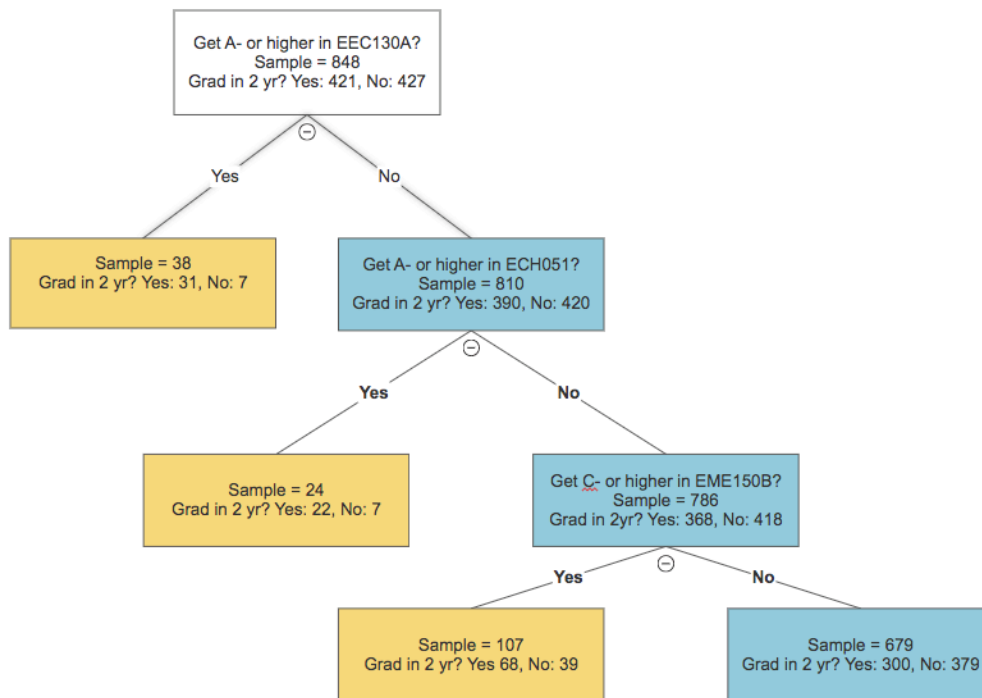 Get A- or higher in EEC130A?
Sample = 848
Grad in 2 yr? Yes: 421, No: 427
Yes
No
Sample = 38
Grad in 2 yr? Yes: 31, No: 7
Get A- or higher in ECH051?
Sample = 810
Grad in 2 yr? Yes: 390, No: 420
Yes
No
Sample = 24
Grad in 2 yr? Yes: 22, No: 7
Get C- or higher in EME150B?
Sample = 786
Grad in 2yr? Yes: 368, No: 418
Yes
No
Sample = 107
Grad in 2 yr? Yes 68, No: 39
Sample = 679
Grad in 2 yr? Yes: 300, No: 379